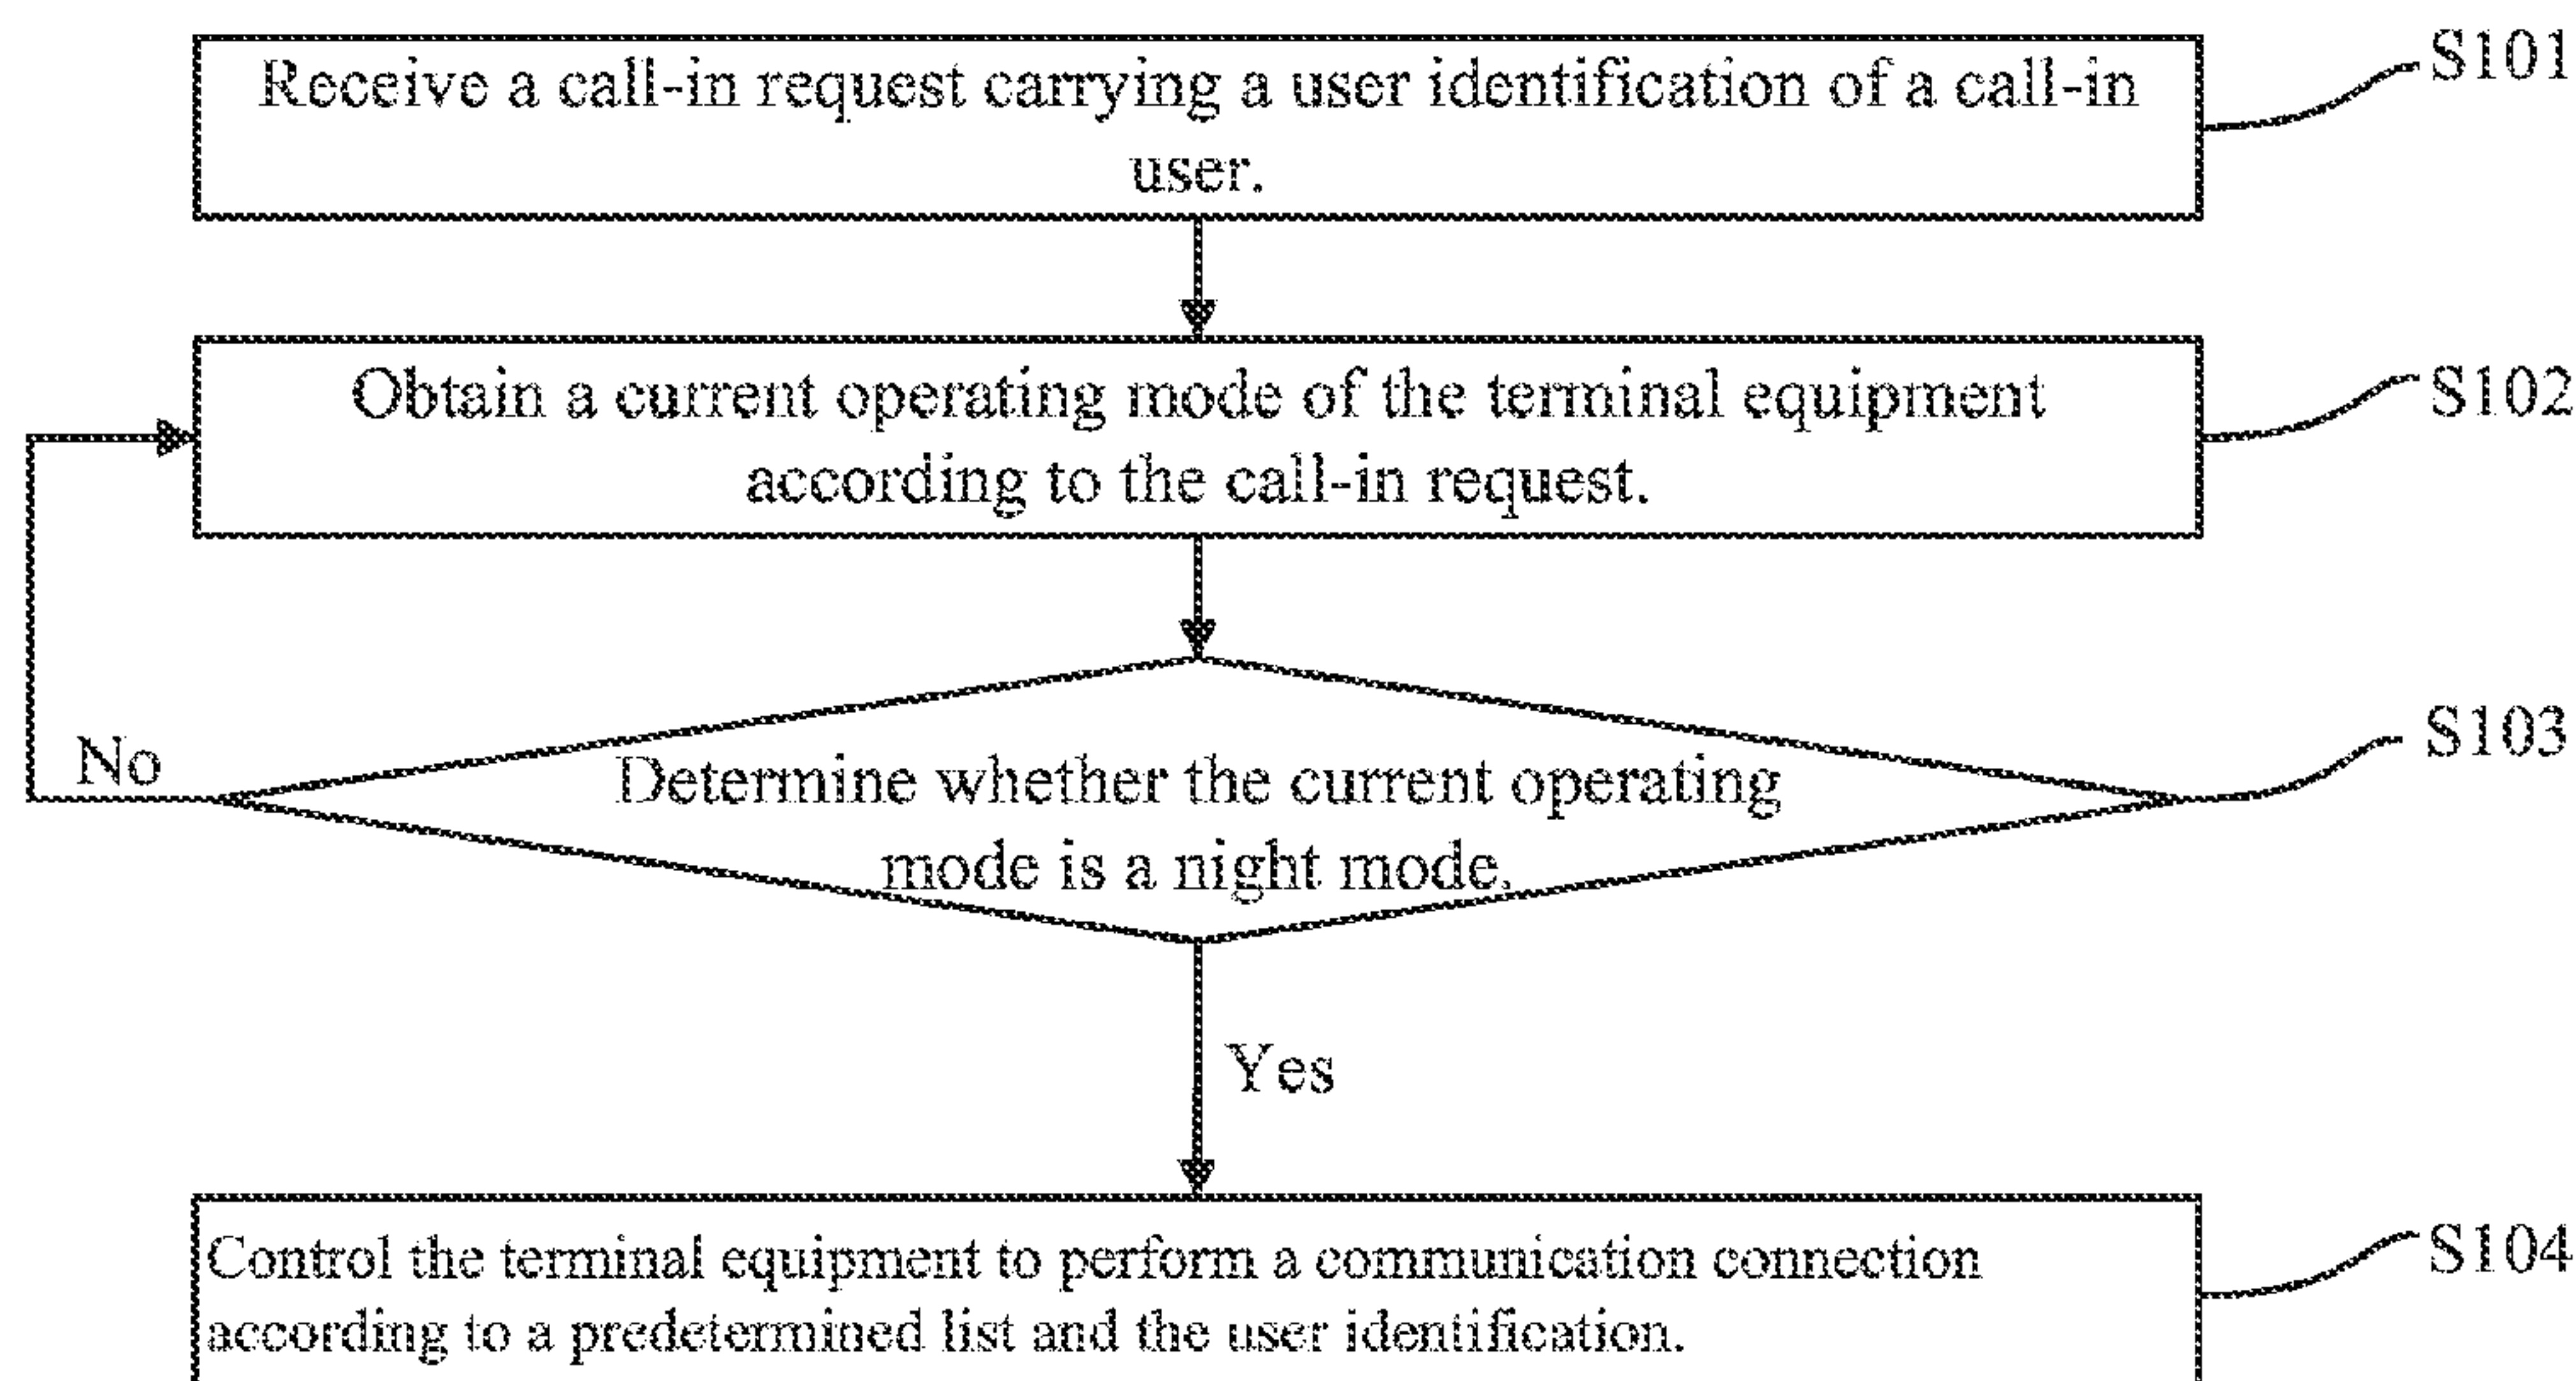 Receive a call-in request carrying a user identification of a call-in
user.
S101
Obtain a current operating mode of the terminal equipment
according to the call-in request.
S102
Determine whether the current operating
mode is a night mode.
S103
No
Yes
Control the terminal equipment to perform a communication connection
according to a predetermined list and the user identification.
S104